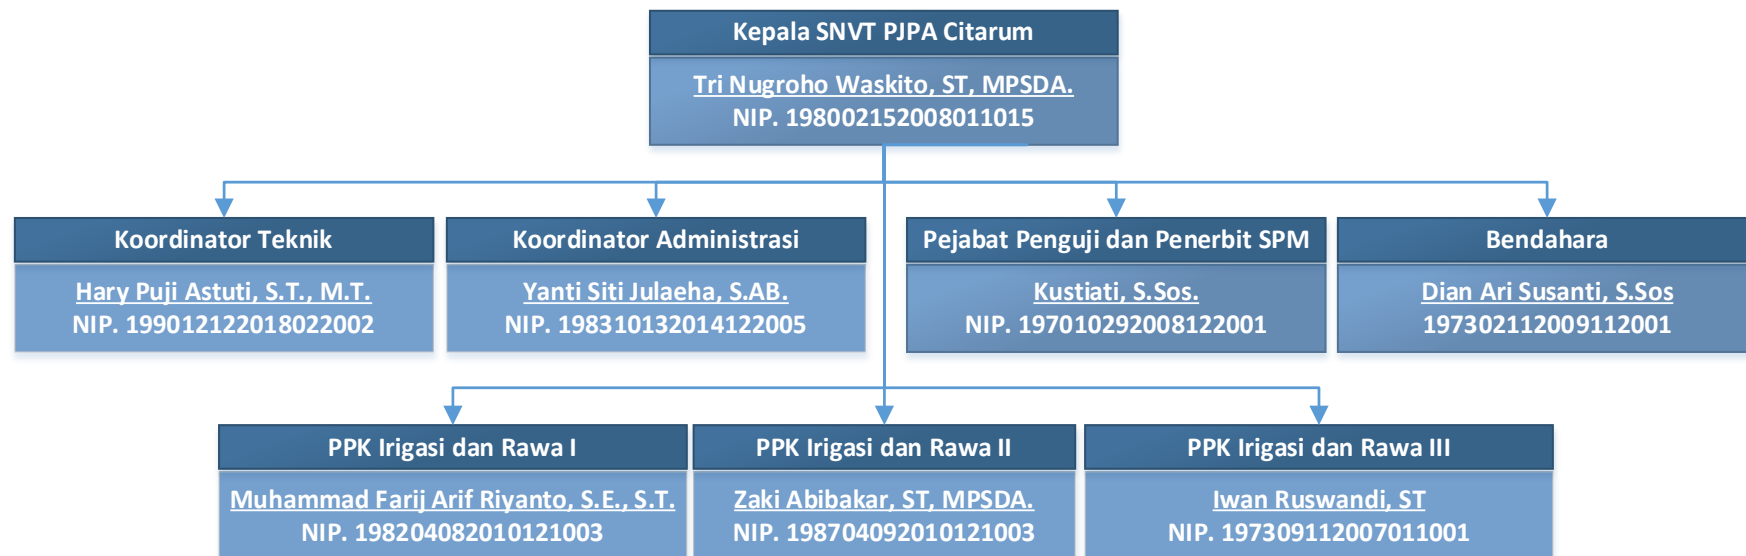 Kepala SNVT PJPA Citarum
Tri Nugroho Waskito, ST, MPSDA.
NIP. 198002152008011015
Koordinator Teknik
Hary Puji Astuti, S.T., M.T.
NIP. 199012122018022002
Koordinator Administrasi
Yanti Siti Julaeha, S.AB.
NIP. 198310132014122005
Pejabat Penguji dan Penerbit SPM
Kustiati, S.Sos.
NIP. 197010292008122001
Bendahara
Dian Ari Susanti, S.Sos
197302112009112001
PPK Irigasi dan Rawa I
Muhammad Farij Arif Riyanto, S.E., S.T.
NIP. 198204082010121003
PPK Irigasi dan Rawa II
Zaki Abibakar, ST, MPSDA.
NIP. 198704092010121003
PPK Irigasi dan Rawa III
Iwan Ruswandi, ST
NIP. 197309112007011001